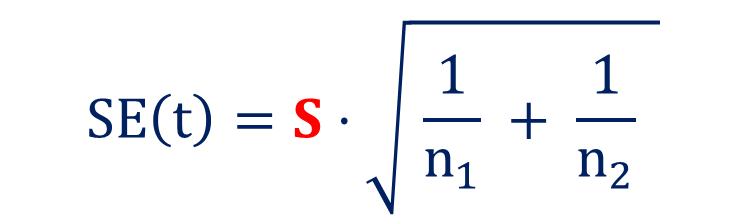 SE(t) = S · √(1/n₁ + 1/n₂)